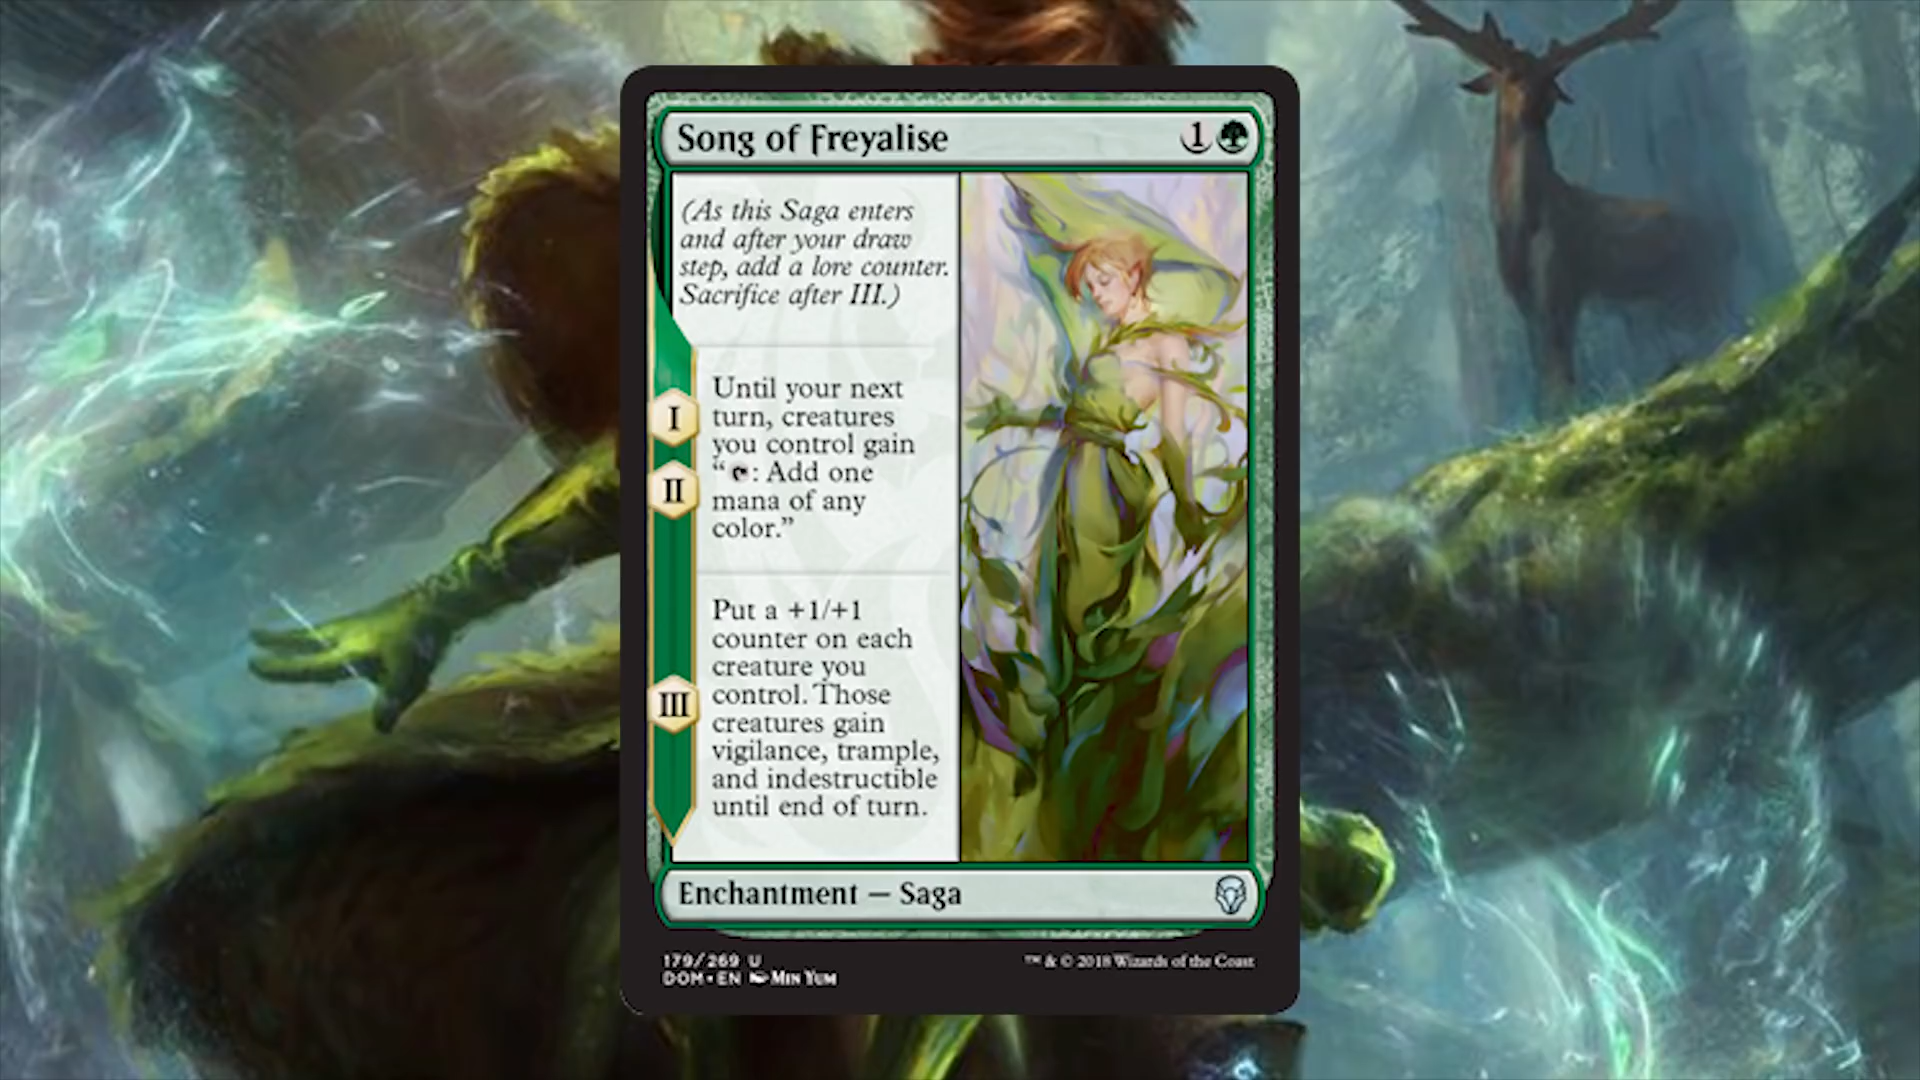 Song of Freyalise 1
(As this Saga enters
and after your draw
step, add a lore counter.
Sacrifice after III.)
I
II
Until your next
turn, creatures
you control gain
“ : Add one
mana of any
color.”
III
Put a +1/+1
counter on each
creature you
control. Those
creatures gain
vigilance, trample,
and indestructible
until end of turn.
Enchantment — Saga
179/269 U
DOM • EN Min Yum
™ & © 2018 Wizards of the Coast